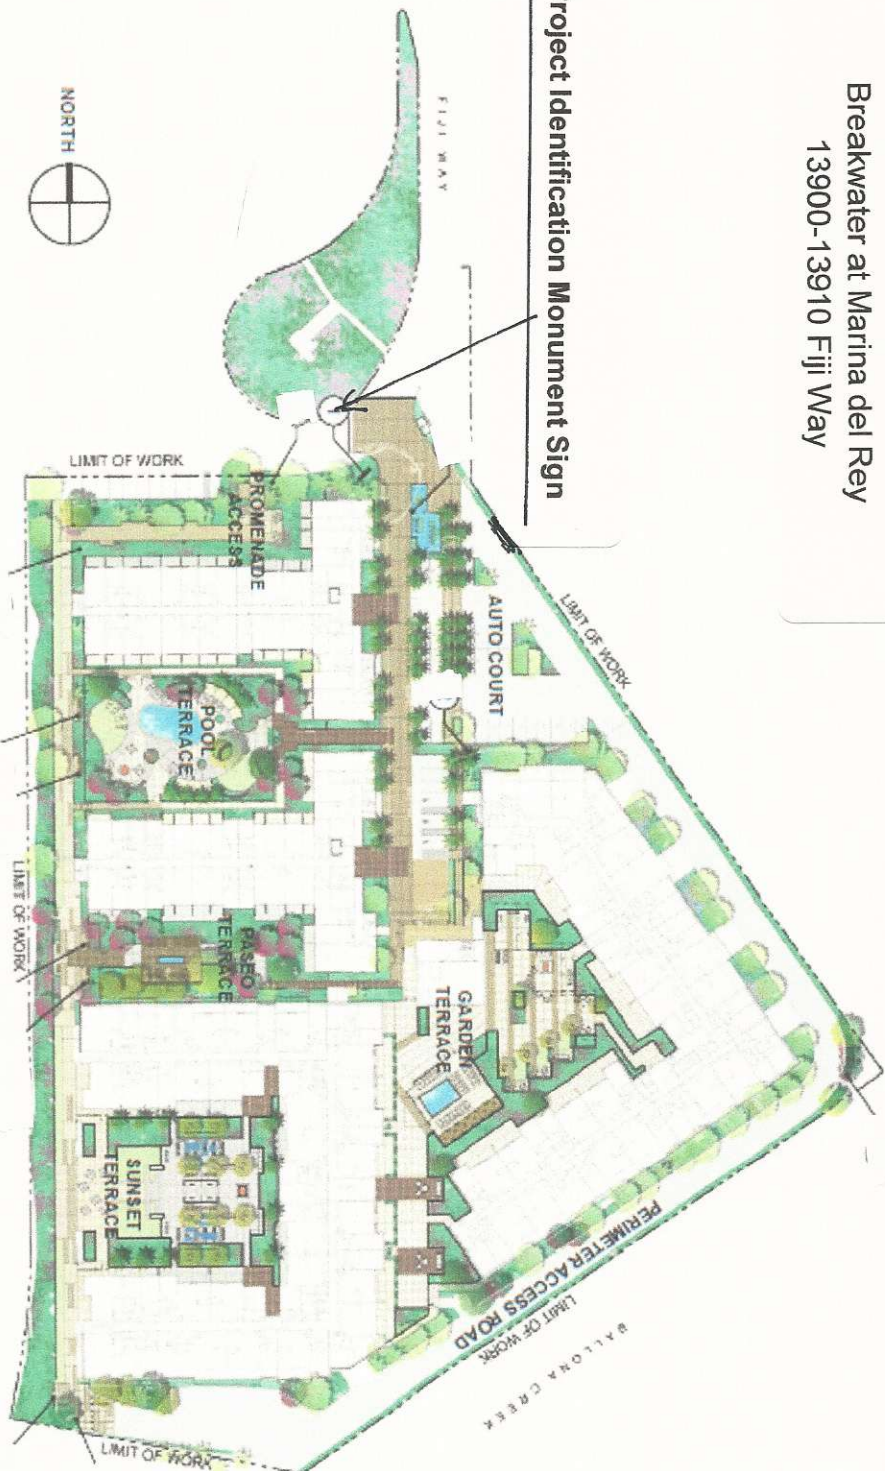 Breakwater at Marina del Rey
13900-13910 Fiji Way
roject Identification Monument Sign
FIJI WAY
NORTH
LIMIT OF WORK
PROMENADE
ACCESS
AUTO COURT
LIMIT OF WORK
POOL
TERRACE
LIMIT OF WORK
PASEO
TERRACE
GARDEN
TERRACE
SUNSET
TERRACE
PERIMETER ACCESS ROAD
LIMIT OF WORK
BALLONA CREEK
LIMIT OF WORK